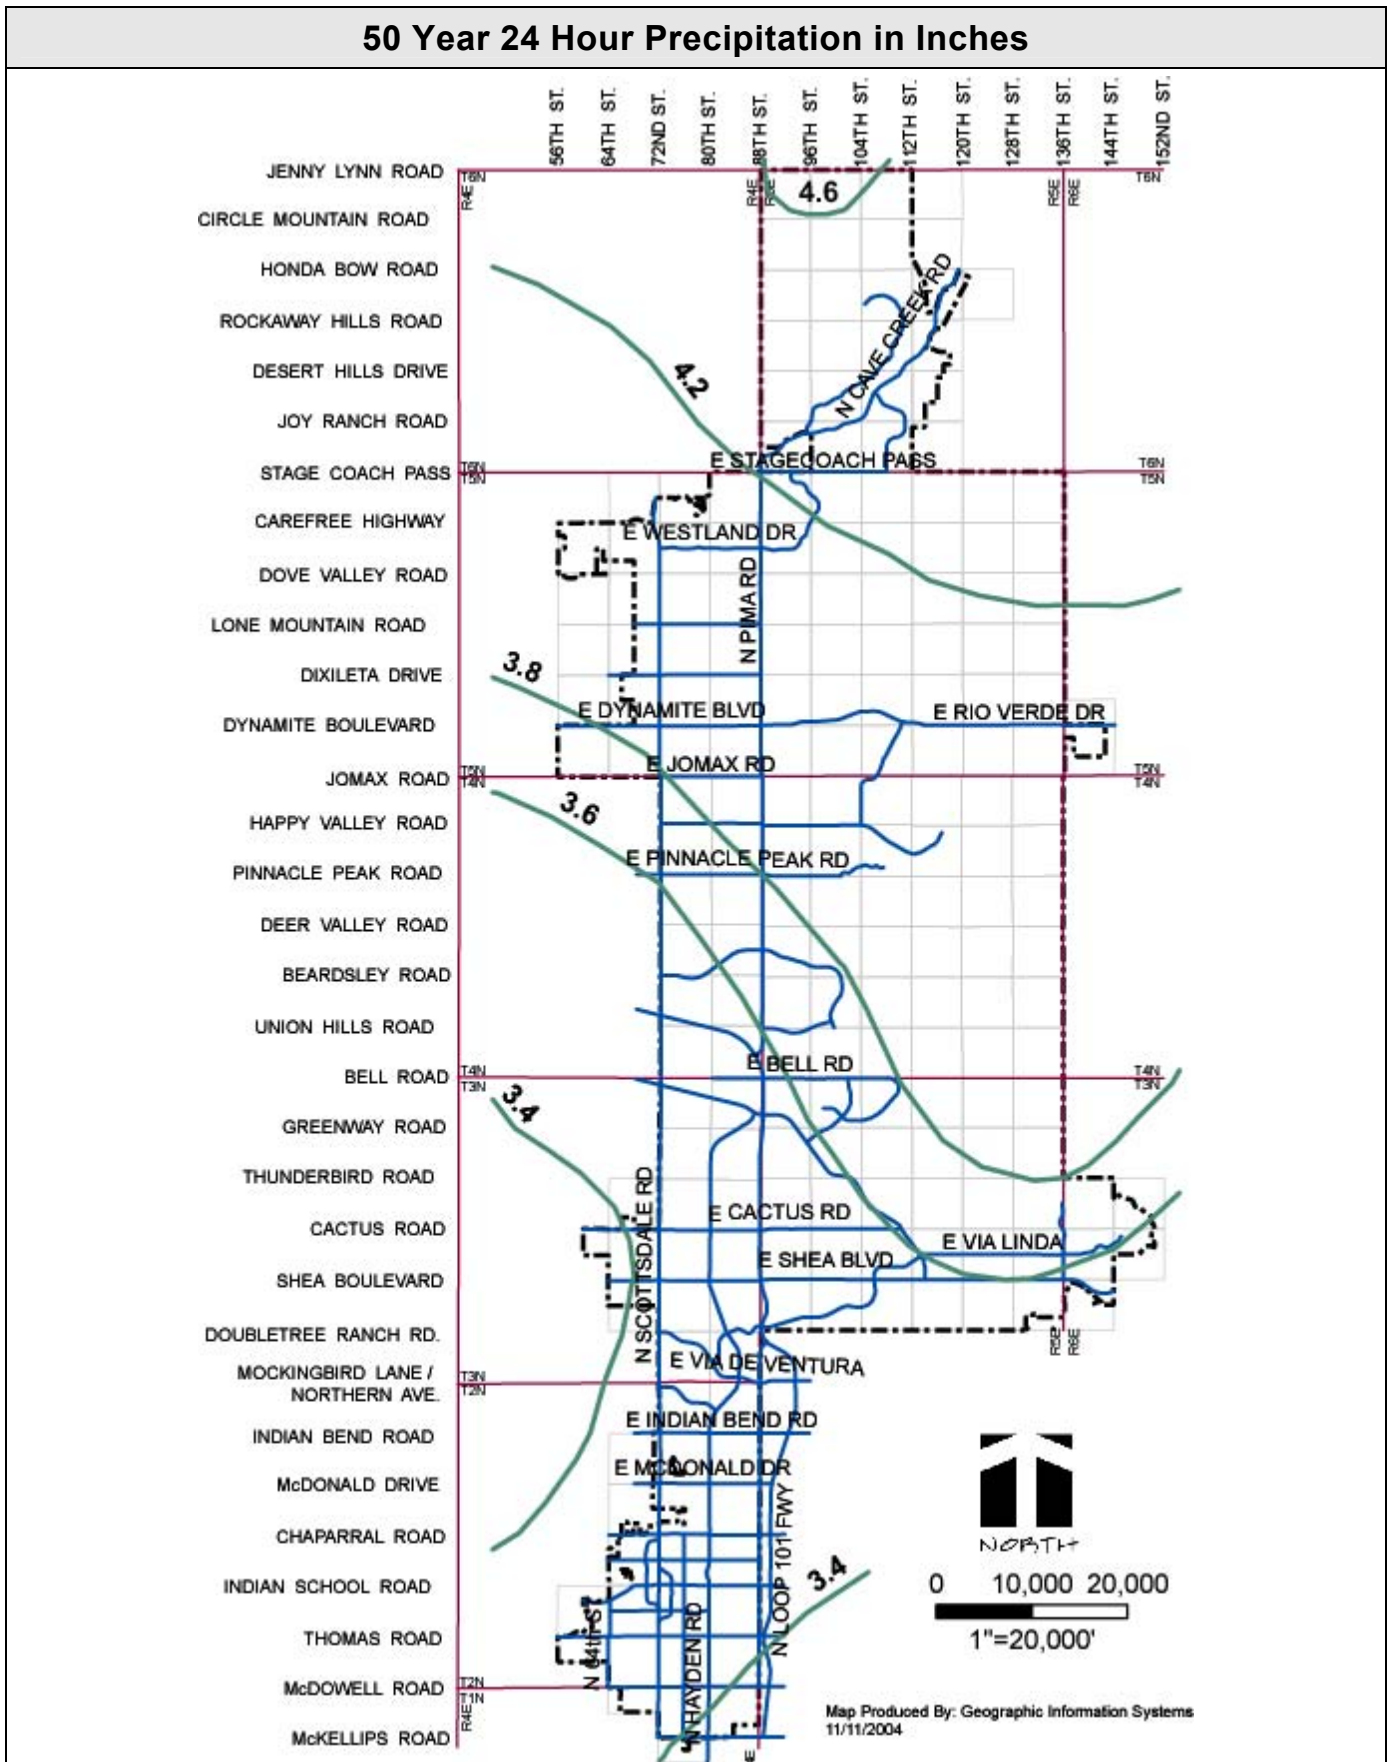 50 Year 24 Hour Precipitation in Inches
56TH ST.
64TH ST.
72ND ST.
80TH ST.
88TH ST.
96TH ST.
104TH ST.
112TH ST.
120TH ST.
128TH ST.
136TH ST.
144TH ST.
152ND ST.
JENNY LYNN ROAD
T6N
R4E
R4E
R5E
R5E
R6E
T6N
4.6
CIRCLE MOUNTAIN ROAD
HONDA BOW ROAD
N CAVE CREEK RD
ROCKAWAY HILLS ROAD
DESERT HILLS DRIVE
4.2
JOY RANCH ROAD
STAGE COACH PASS
T6N
T5N
E STAGECOACH PASS
T6N
T5N
CAREFREE HIGHWAY
E WESTLAND DR
DOVE VALLEY ROAD
N PIMA RD
LONE MOUNTAIN ROAD
3.8
DIXILETA DRIVE
E DYNAMITE BLVD
E RIO VERDE DR
DYNAMITE BOULEVARD
E JOMAX RD
JOMAX ROAD
T5N
T4N
T5N
T4N
3.6
HAPPY VALLEY ROAD
E PINNACLE PEAK RD
PINNACLE PEAK ROAD
DEER VALLEY ROAD
BEARDSLEY ROAD
UNION HILLS ROAD
E BELL RD
BELL ROAD
T4N
T3N
T4N
T3N
3.4
GREENWAY ROAD
THUNDERBIRD ROAD
N SCOTTSDALE RD
E CACTUS RD
CACTUS ROAD
E VIA LINDA
E SHEA BLVD
SHEA BOULEVARD
DOUBLETREE RANCH RD.
R5E
R6E
E VIA DE VENTURA
MOCKINGBIRD LANE /
NORTHERN AVE.
T3N
T2N
E INDIAN BEND RD
INDIAN BEND ROAD
E MCDONALD DR
McDONALD DRIVE
N LOOP 101 FWY
CHAPARRAL ROAD
NORTH
3.4
INDIAN SCHOOL ROAD
0 10,000 20,000
1"=20,000'
N 64th ST
N HAYDEN RD
THOMAS ROAD
McDOWELL ROAD
T2N
T1N
R4E
Map Produced By: Geographic Information Systems
11/11/2004
McKELLIPS ROAD